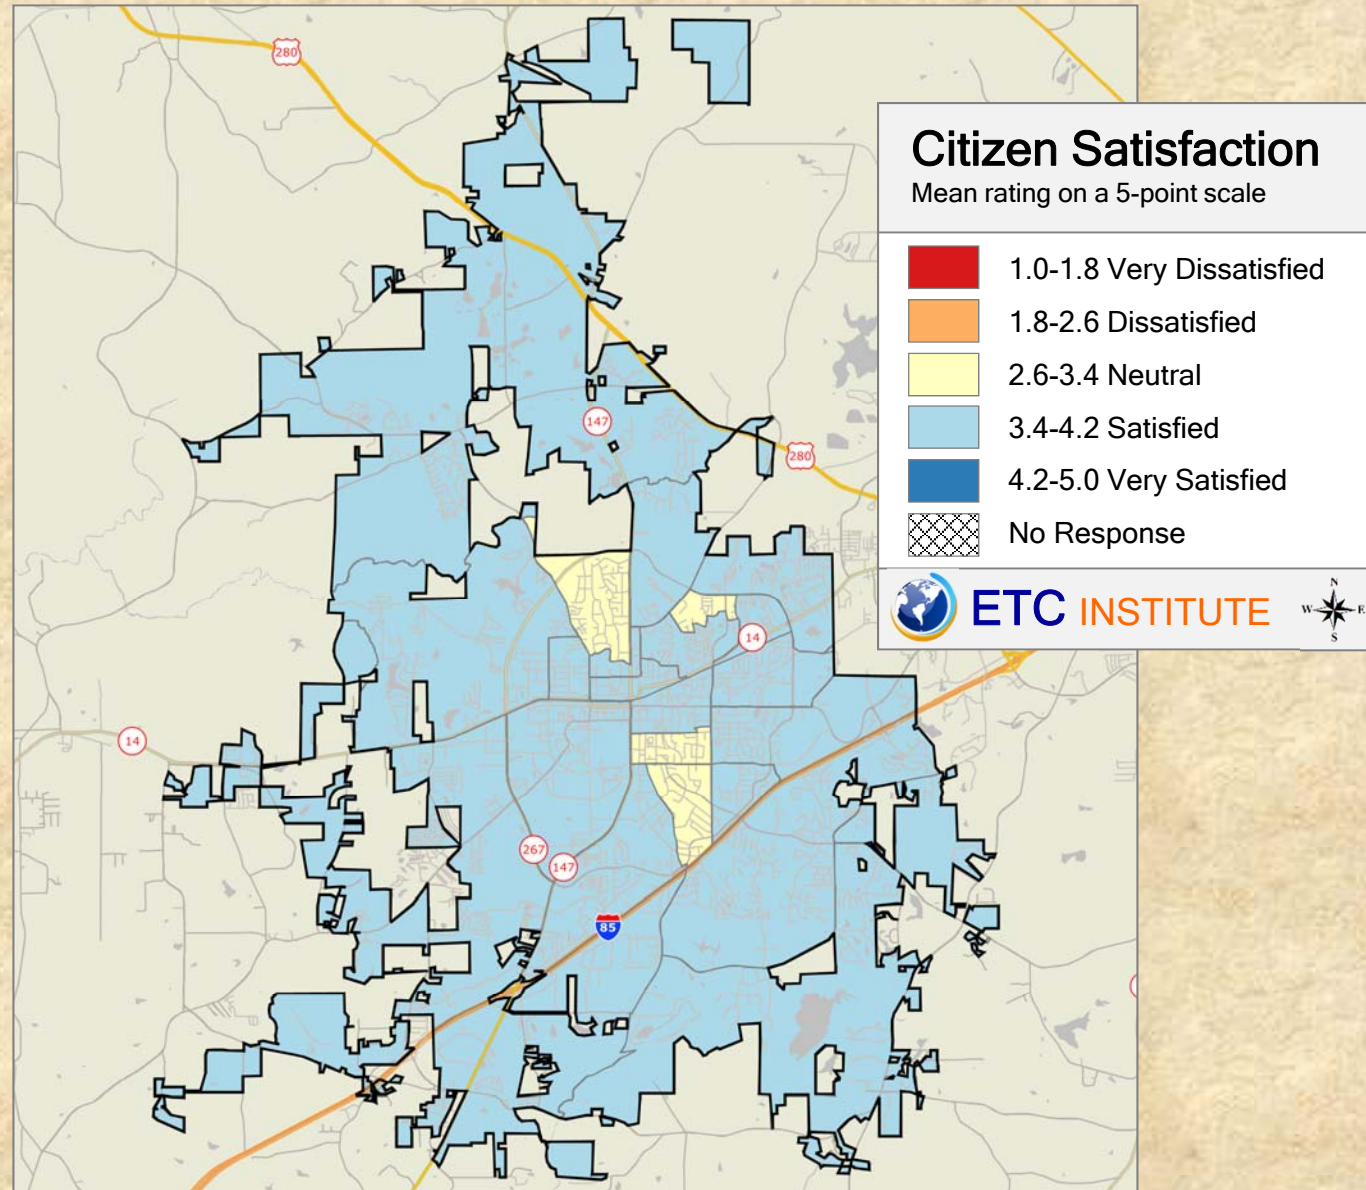 280
Citizen Satisfaction
Mean rating on a 5-point scale
1.0-1.8 Very Dissatisfied
1.8-2.6 Dissatisfied
2.6-3.4 Neutral
3.4-4.2 Satisfied
4.2-5.0 Very Satisfied
No Response
ETC INSTITUTE
N
W E
S
147
280
14
14
267
147
85